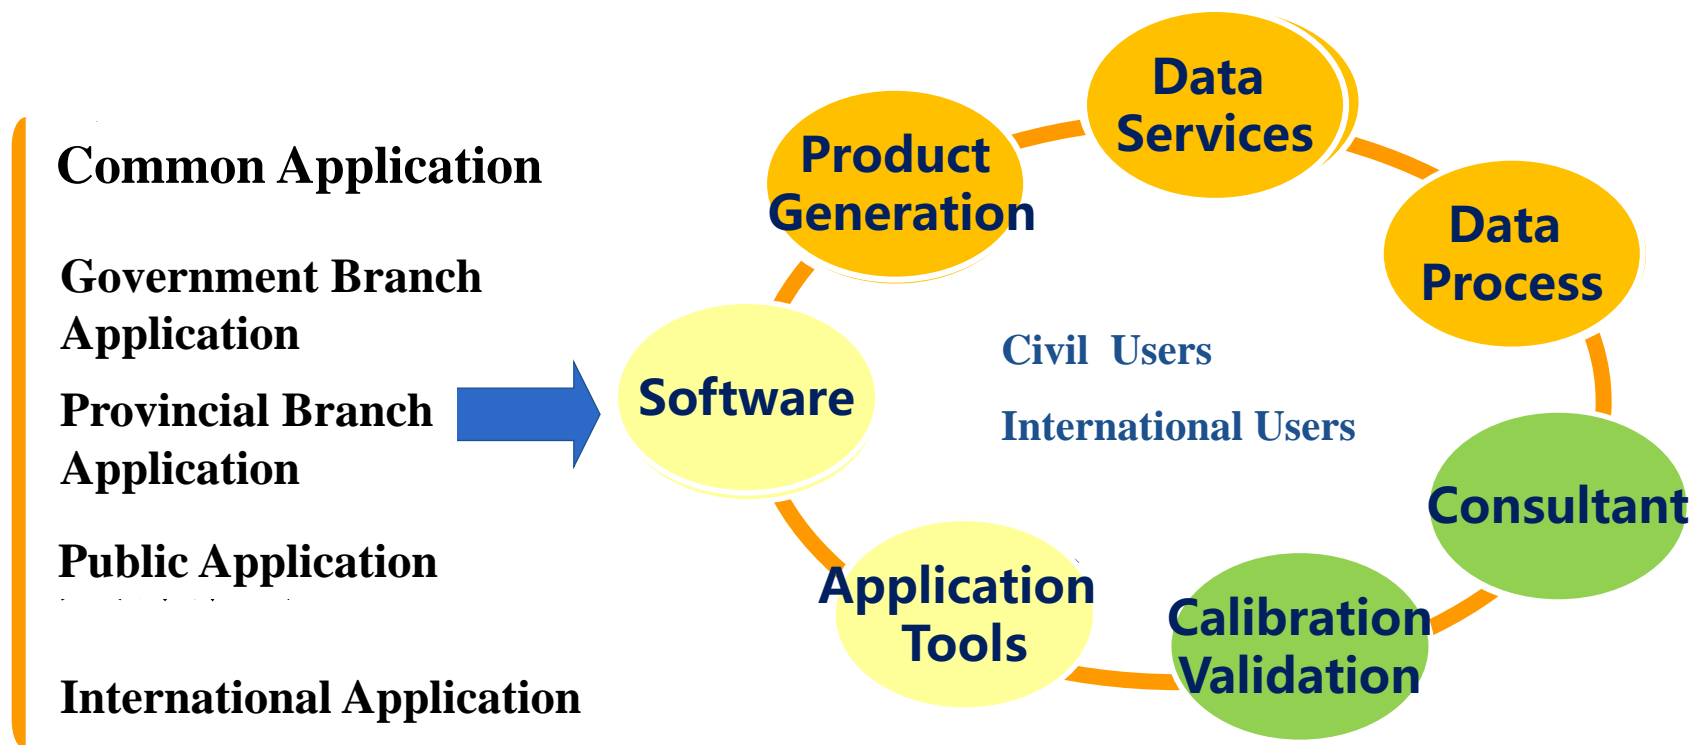 Common Application
Government Branch
Application
Provincial Branch
Application
Public Application
International Application
Data
Services
Product
Generation
Data
Process
Software
Civil Users
International Users
Consultant
Application
Tools
Calibration
Validation